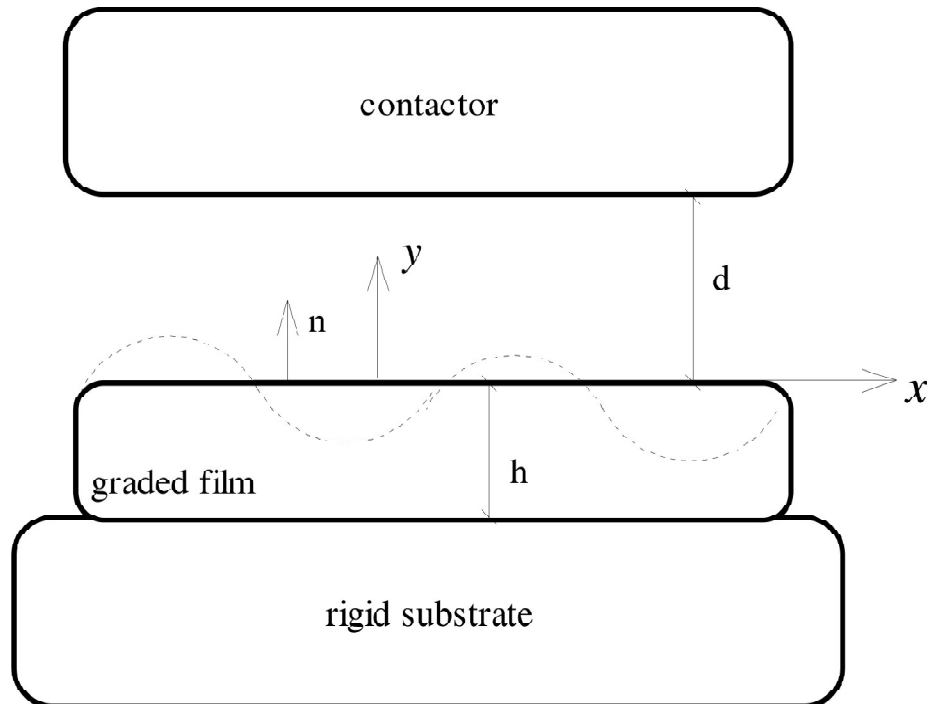 contactor
y
n
d
x
graded film
h
rigid substrate